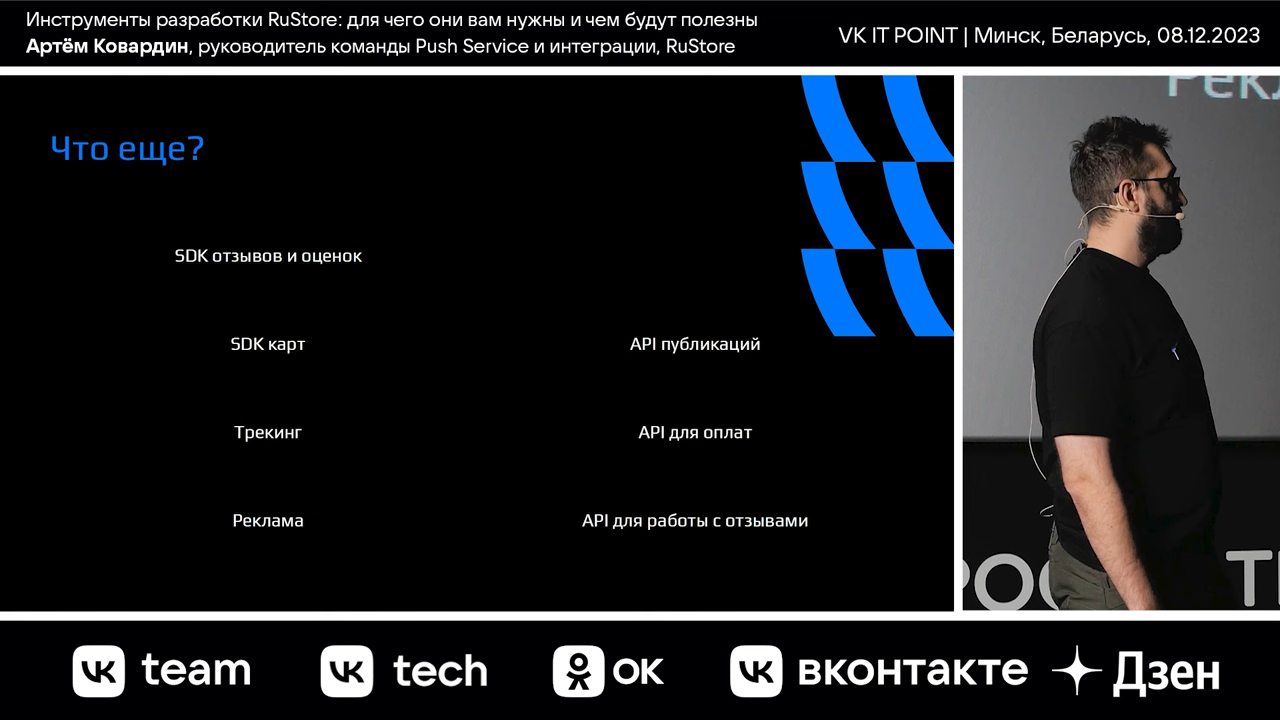 Инструменты разработки RuStore: для чего они вам нужны и чем будут полезны
Артём Ковардин, руководитель команды Push Service и интеграции, RuStore
VK IT POINT | Минск, Беларусь, 08.12.2023
Что еще?
SDK отзывов и оценок
SDK карт
API публикаций
Трекинг
API для оплат
Реклама
API для работы с отзывами
team
tech
ОК
вконтакте
Дзен